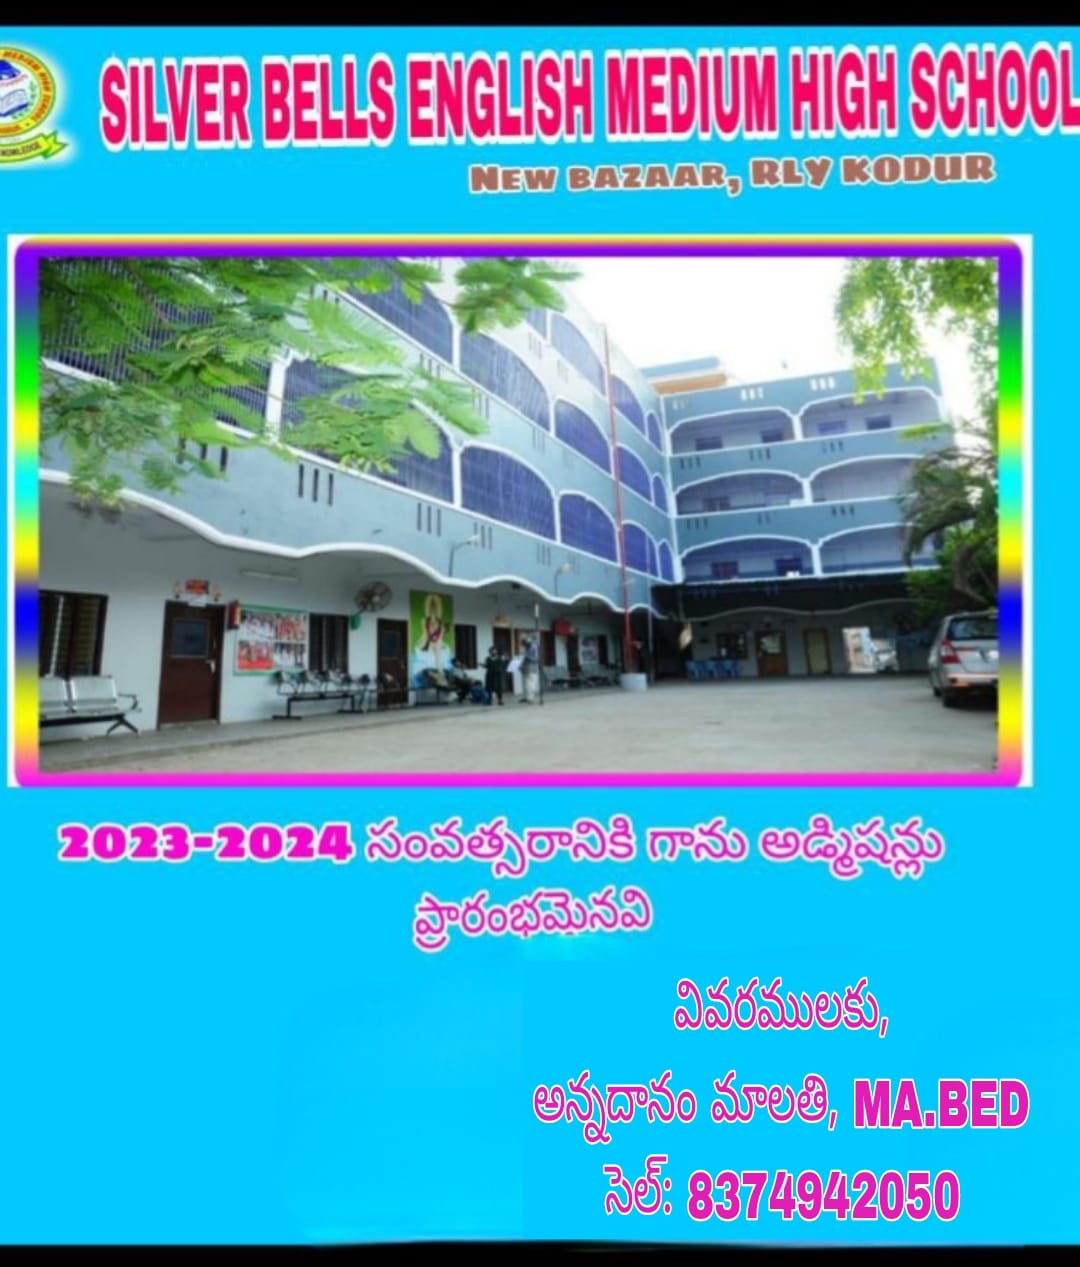 SILVER BELLS ENGLISH MEDIUM HIGH SCHOOL
NEW BAZAAR, RLY KODUR
2023-2024 సంవత్సరానికి గాను అడ్మిషన్లు
ప్రారంభమైనవి
వివరములకు,
అన్నదానం మాలతి, MA.BED
సెల్: 8374942050